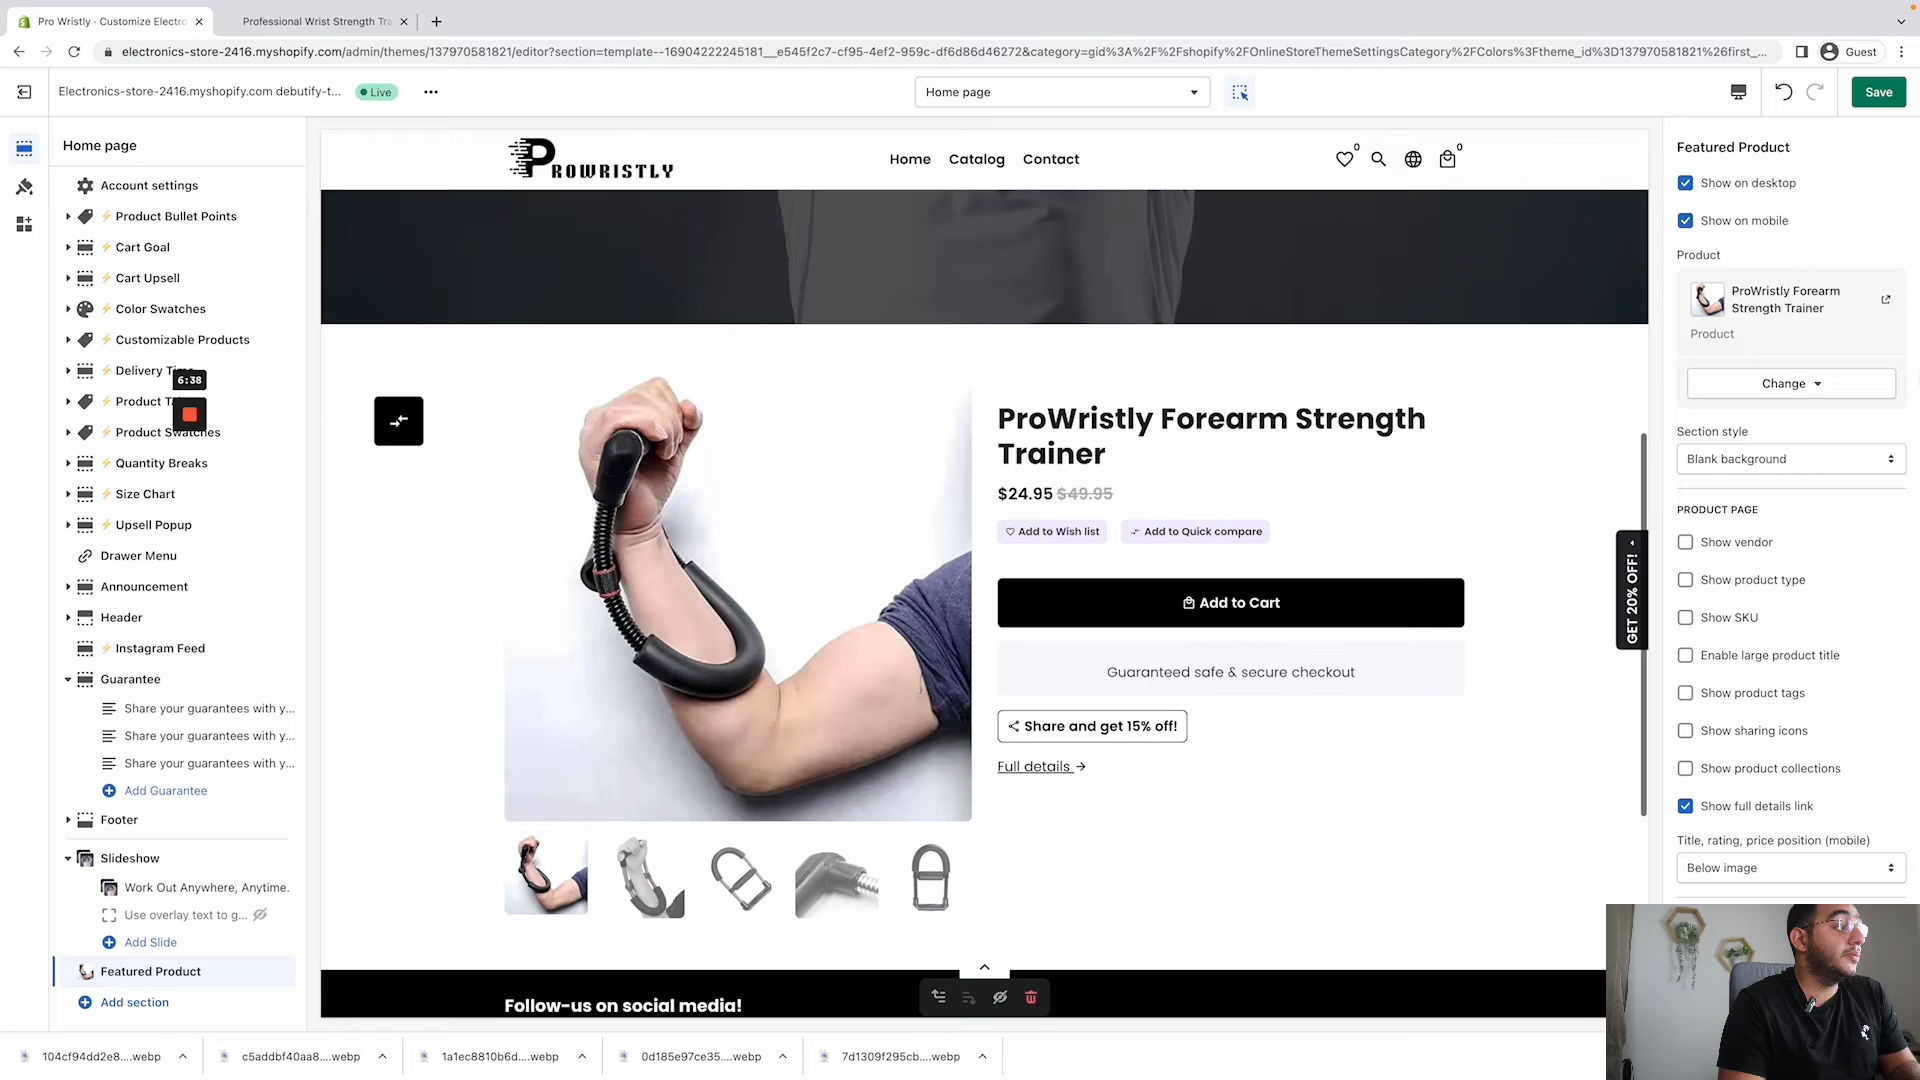 Pro Wristly · Customize Electro
Professional Wrist Strength Tra
electronics-store-2416.myshopify.com/admin/themes/137970581821/editor?section=template--16904222245181__e545f2c7-cf95-4ef2-959c-df6d86d46272&category=gid%3A%2F%2Fshopify%2FOnlineStoreThemeSettingsCategory%2FColors%3Ftheme_id%3D137970581821%26first_...
Guest
Electronics-store-2416.myshopify.com debutify-t...
Live
Home page
Save
Home page
Account settings
Product Bullet Points
Cart Goal
Cart Upsell
Color Swatches
Customizable Products
Delivery
6:38
Product
Product Swatches
Quantity Breaks
Size Chart
Upsell Popup
Drawer Menu
Announcement
Header
Instagram Feed
Guarantee
Share your guarantees with y...
Share your guarantees with y...
Share your guarantees with y...
Add Guarantee
Footer
Slideshow
Work Out Anywhere, Anytime.
Use overlay text to g...
Add Slide
Featured Product
Add section
PROWRISTLY
Home
Catalog
Contact
0
0
ProWristly Forearm Strength
Trainer
$24.95 $49.95
Add to Wish list
Add to Quick compare
Add to Cart
Guaranteed safe & secure checkout
Share and get 15% off!
Full details →
GET 20% OFF!
Follow-us on social media!
Featured Product
Show on desktop
Show on mobile
Product
ProWristly Forearm
Strength Trainer
Product
Change
Section style
Blank background
PRODUCT PAGE
Show vendor
Show product type
Show SKU
Enable large product title
Show product tags
Show sharing icons
Show product collections
Show full details link
Title, rating, price position (mobile)
Below image
104cf94dd2e8....webp
c5addbf40aa8....webp
1a1ec8810b6d....webp
0d185e97ce35....webp
7d1309f295cb....webp